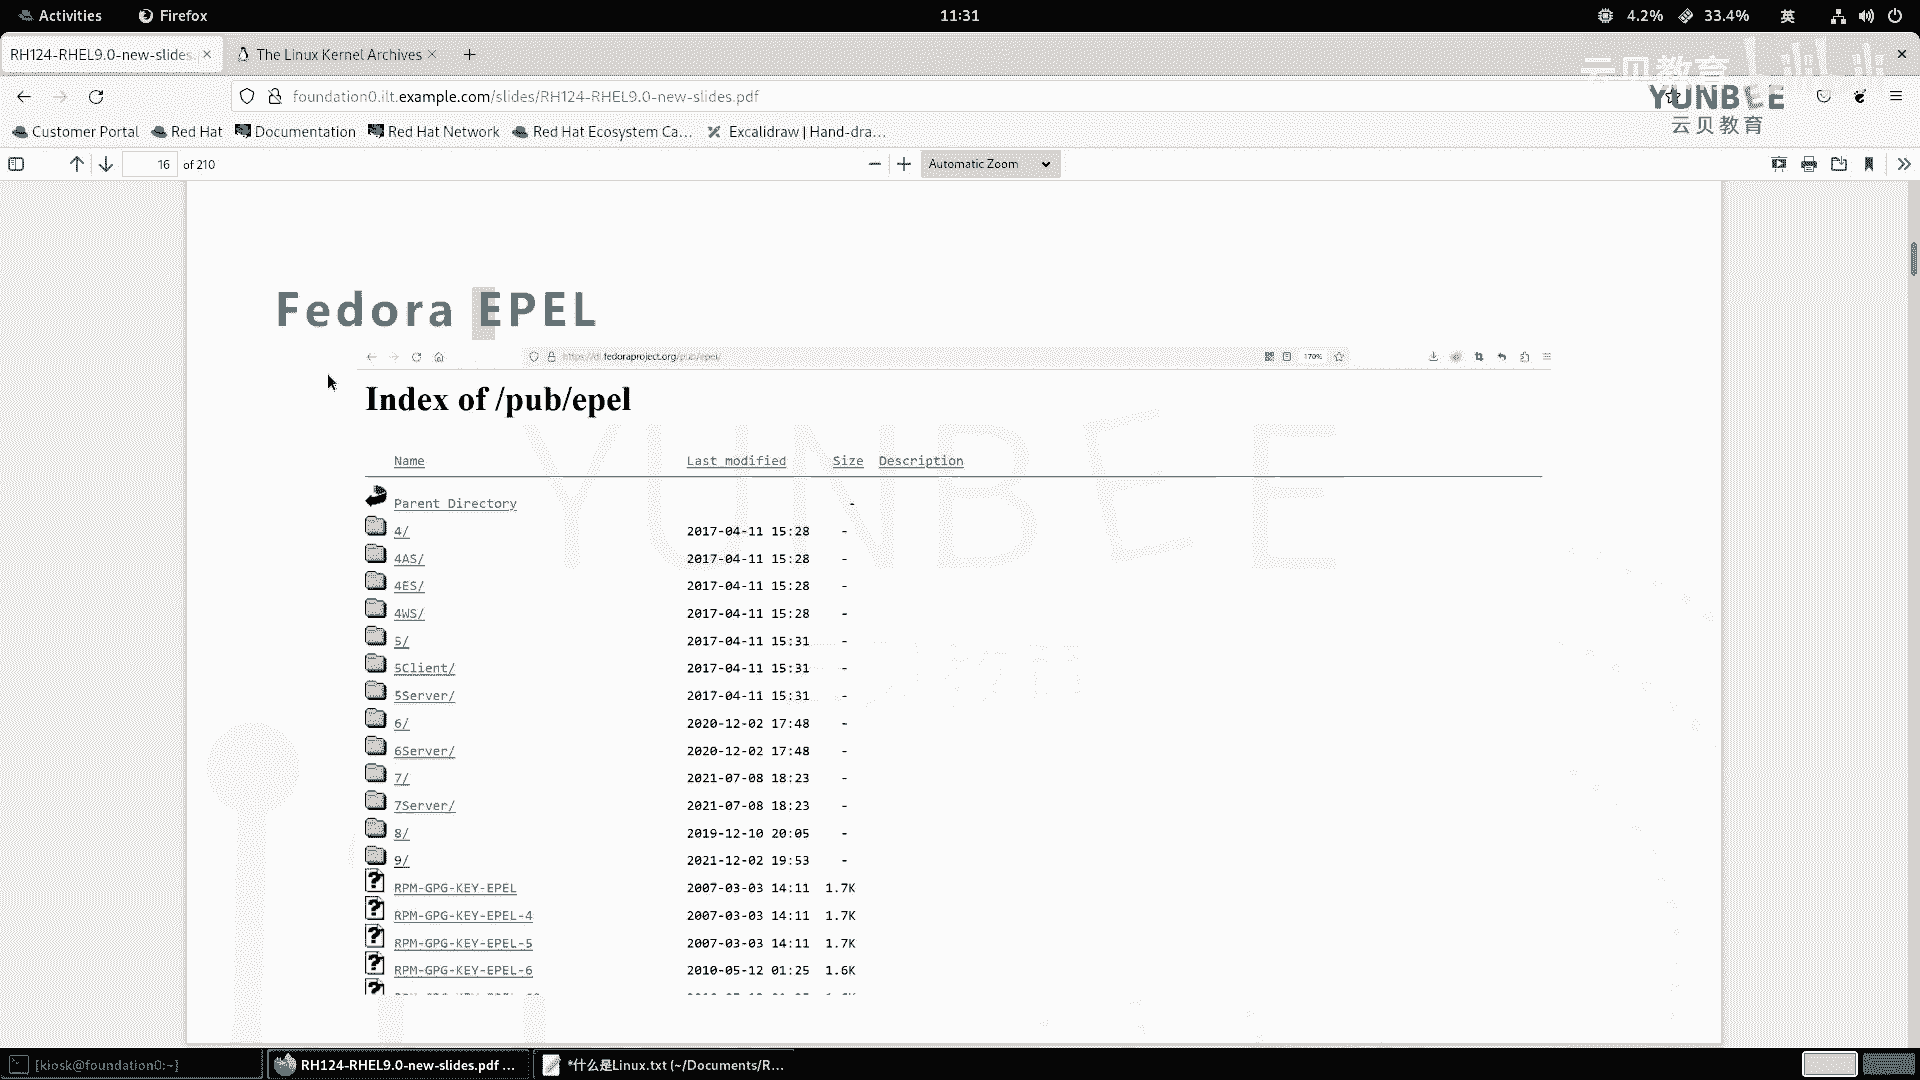 Activities Firefox 11:31 4.2% 33.4% 英
RH124-RHEL9.0-new-slides. The Linux Kernel Archives
云贝教育
foundation0.ilt.example.com/slides/RH124-RHEL9.0-new-slides.pdf
YUNBEE
云贝教育
Customer Portal Red Hat Documentation Red Hat Network Red Hat Ecosystem Ca... Excalidraw | Hand-dra...
16 of 210 Automatic Zoom
Fedora EPEL
fedoraproject.org/pub/epel/ 170%
Index of /pub/epel
YUNBEE
Name Last modified Size Description
Parent Directory -
4/ 2017-04-11 15:28 -
4AS/ 2017-04-11 15:28 -
4ES/ 2017-04-11 15:28 -
4WS/ 2017-04-11 15:28 -
5/ 2017-04-11 15:31 -
5Client/ 2017-04-11 15:31 -
5Server/ 2017-04-11 15:31 -
6/ 2020-12-02 17:48 -
6Server/ 2020-12-02 17:48 -
7/ 2021-07-08 18:23 -
7Server/ 2021-07-08 18:23 -
8/ 2019-12-10 20:05 -
9/ 2021-12-02 19:53 -
RPM-GPG-KEY-EPEL 2007-03-03 14:11 1.7K
RPM-GPG-KEY-EPEL-4 2007-03-03 14:11 1.7K
RPM-GPG-KEY-EPEL-5 2007-03-03 14:11 1.7K
RPM-GPG-KEY-EPEL-6 2010-05-12 01:25 1.6K
[kiosk@foundation0:~] RH124-RHEL9.0-new-slides.pdf ... *什么是Linux.txt (~/Documents/R...